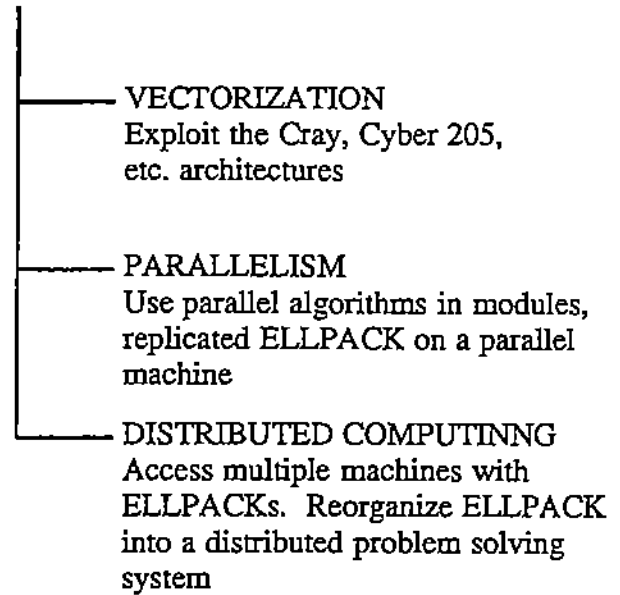 VECTORIZATION
Exploit the Cray, Cyber 205,
etc. architectures
PARALLELISM
Use parallel algorithms in modules,
replicated ELLPACK on a parallel
machine
DISTRIBUTED COMPUTINNG
Access multiple machines with
ELLPACKs. Reorganize ELLPACK
into a distributed problem solving
system